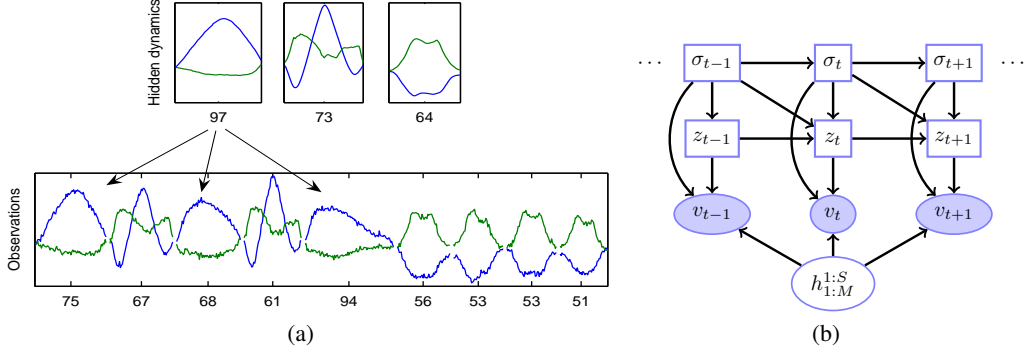 Hidden dynamics
97 73 64
Observations
75 67 68 61 94 56 53 53 51
(a)
... σt−1 σt σt+1 ...
zt−1 zt zt+1
vt−1 vt vt+1
h1:S 1:M
(b)